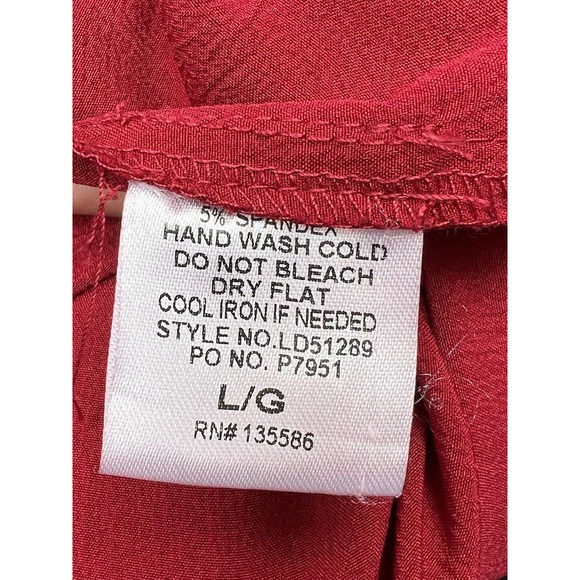 5% SPANDEX
HAND WASH COLD
DO NOT BLEACH
DRY FLAT
COOL IRON IF NEEDED
STYLE NO.LD51289
PO NO. P7951
L/G
RN# 135586